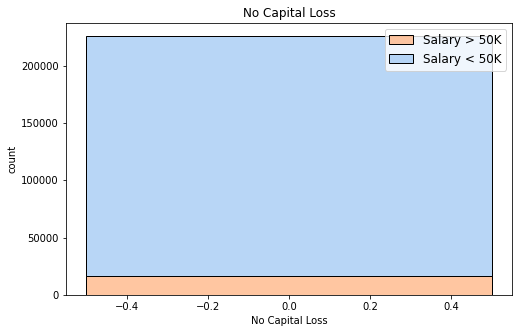 No Capital Loss
Salary > 50K
Salary < 50K
200000
150000
100000
50000
0
count
−0.4
−0.2
0.0
0.2
0.4
No Capital Loss